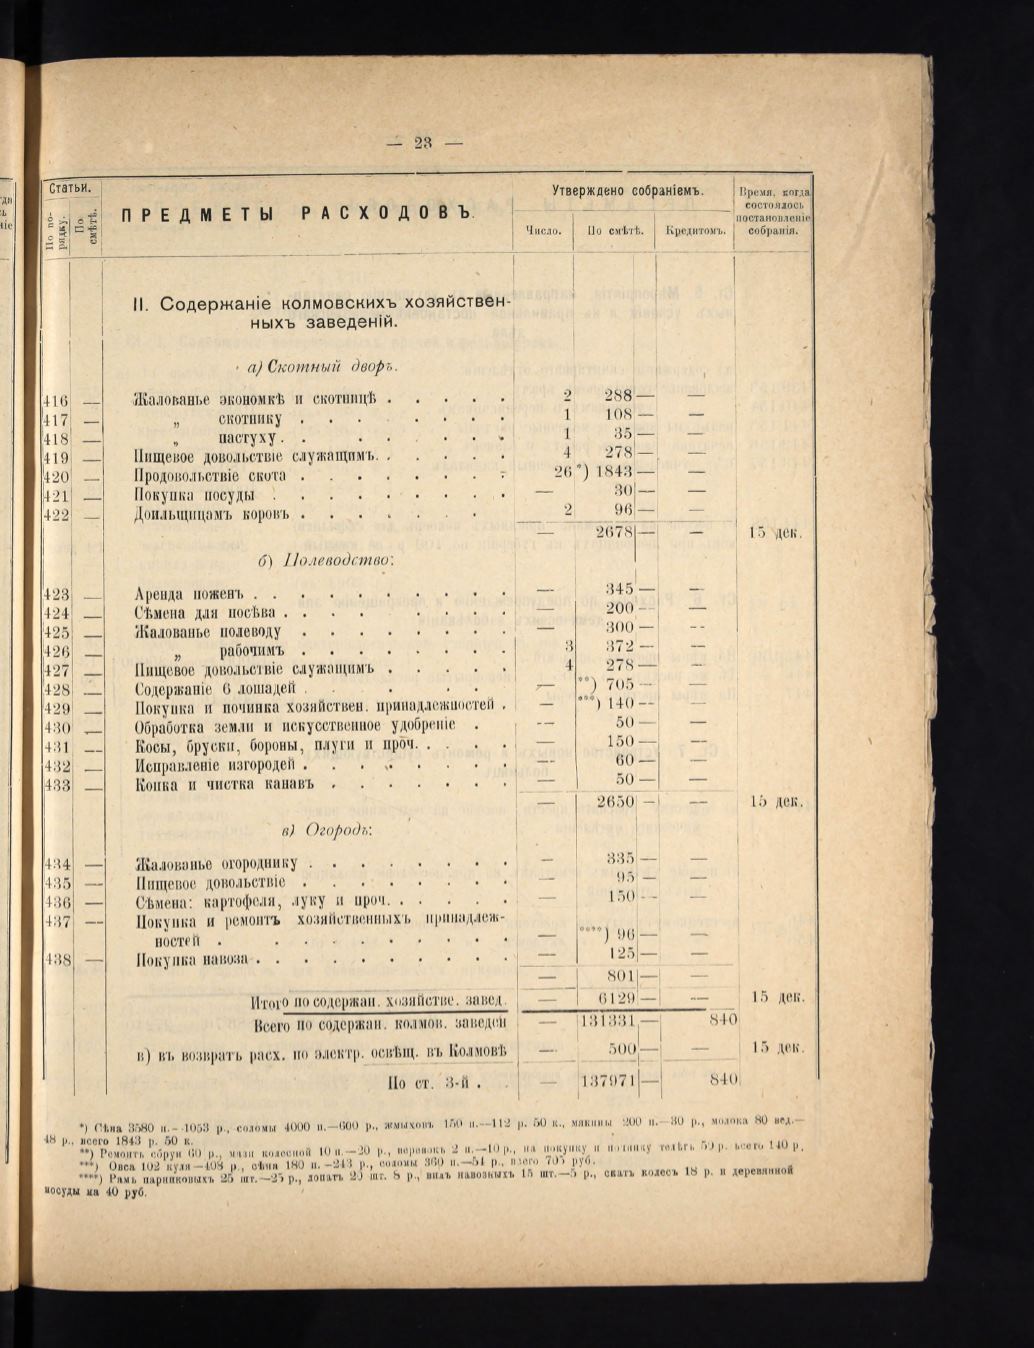 — 23 —
Статьи.
По порядку.
По смѣтѣ.
ПРЕДМЕТЫ РАСХОДОВЪ.
Утверждено собраніемъ.
Число.
По смѣтѣ.
Кредитомъ.
Время, когда
состоялось
постановленіе
собранія.
II. Содержаніе колмовскихъ хозяйствен-
ныхъ заведеній.
а) Скотный дворъ.
416 — Жалованье экономкѣ и скотницѣ . . . . . 2 288 — —
417 — „ скотнику . . . . . . . . 1 108 — —
418 — „ пастуху . . . . . . . . 1 35 — —
419 — Пищевое довольствіе служащимъ. . . . . . 4 278 — —
420 — Продовольствіе скота . . . . . . . . 26 *) 1843 — —
421 — Покупка посуды . . . . . . . . . — 30 — —
422 — Доильщицамъ коровъ . . . . . . . 2 96 — —
— 2678 — — 15 дек.
б) Полеводство:
423 — Аренда пожень . . . . . . . . . . — 345 — —
424 — Сѣмена для посѣва . . . . . . . . . 200 — —
425 — Жалованье полеводу . . . . . . . . — 300 — —
426 — „ рабочимъ . . . . . . . . 3 372 — —
427 — Пищевое довольствіе служащимъ . . . . . 4 278 — —
428 — Содержаніе 6 лошадей . . . . . — **) 705 — —
429 — Покупка и починка хозяйствен. принадлежностей . — ***) 140 — —
430 — Обработка земли и искусственное удобреніе . — 50 — —
431 — Косы, бруски, бороны, плуги и проч. . . . . — 150 — —
432 — Исправленіе изгородей . . . . . . . . — 60 — —
433 — Копка и чистка канавъ . . . . . . . — 50 — —
— 2650 — — 15 дек.
в) Огородъ:
434 — Жалованье огороднику . . . . . . . . — 335 — —
435 — Пищевое довольствіе . . . . . . . . — 95 — —
436 — Сѣмена: картофеля, луку и проч. . . . . . — 150 — —
437 — Покупка и ремонтъ хозяйственныхъ принадлеж-
ностей . . . . . . . . . . — ****) 96 — —
438 — Покупка навоза . . . . . . . . . . — 125 — —
— 801 — —
Итого по содержан. хозяйстве. завед. — 6129 — — 15 дек.
Всего по содержан. колмов. заведен — 131331 — 840
в) въ возвратъ расх. по электр. освѣщ. въ Колмовѣ — 500 — — 15 дек.
По ст. 3-й . — 137971 — 840
*) Сѣна 3580 п.—1053 р., соломы 4000 п.—600 р., жмыховъ 150 п.—112 р. 50 к., мякины 200 п.—30 р., молока 80 вед.—
48 р., всего 1843 р. 50 к.
**) Ремонтъ сбруи 60 р., мази колесной 10 п.—20 р., веревокъ 2 п.—10 р., на покупку и починку телѣгъ 50 р. всего 140 р.
***) Овса 102 куля—408 р., сѣна 180 п.—243 р., соломы 360 п.—54 р., всего 705 руб.
****) Рамъ парниковыхъ 25 шт.—25 р., лопатъ 20 шт. 8 р., вилъ навозныхъ 15 шт.—5 р., скатъ колесъ 18 р. и деревянной
посуды на 40 руб.